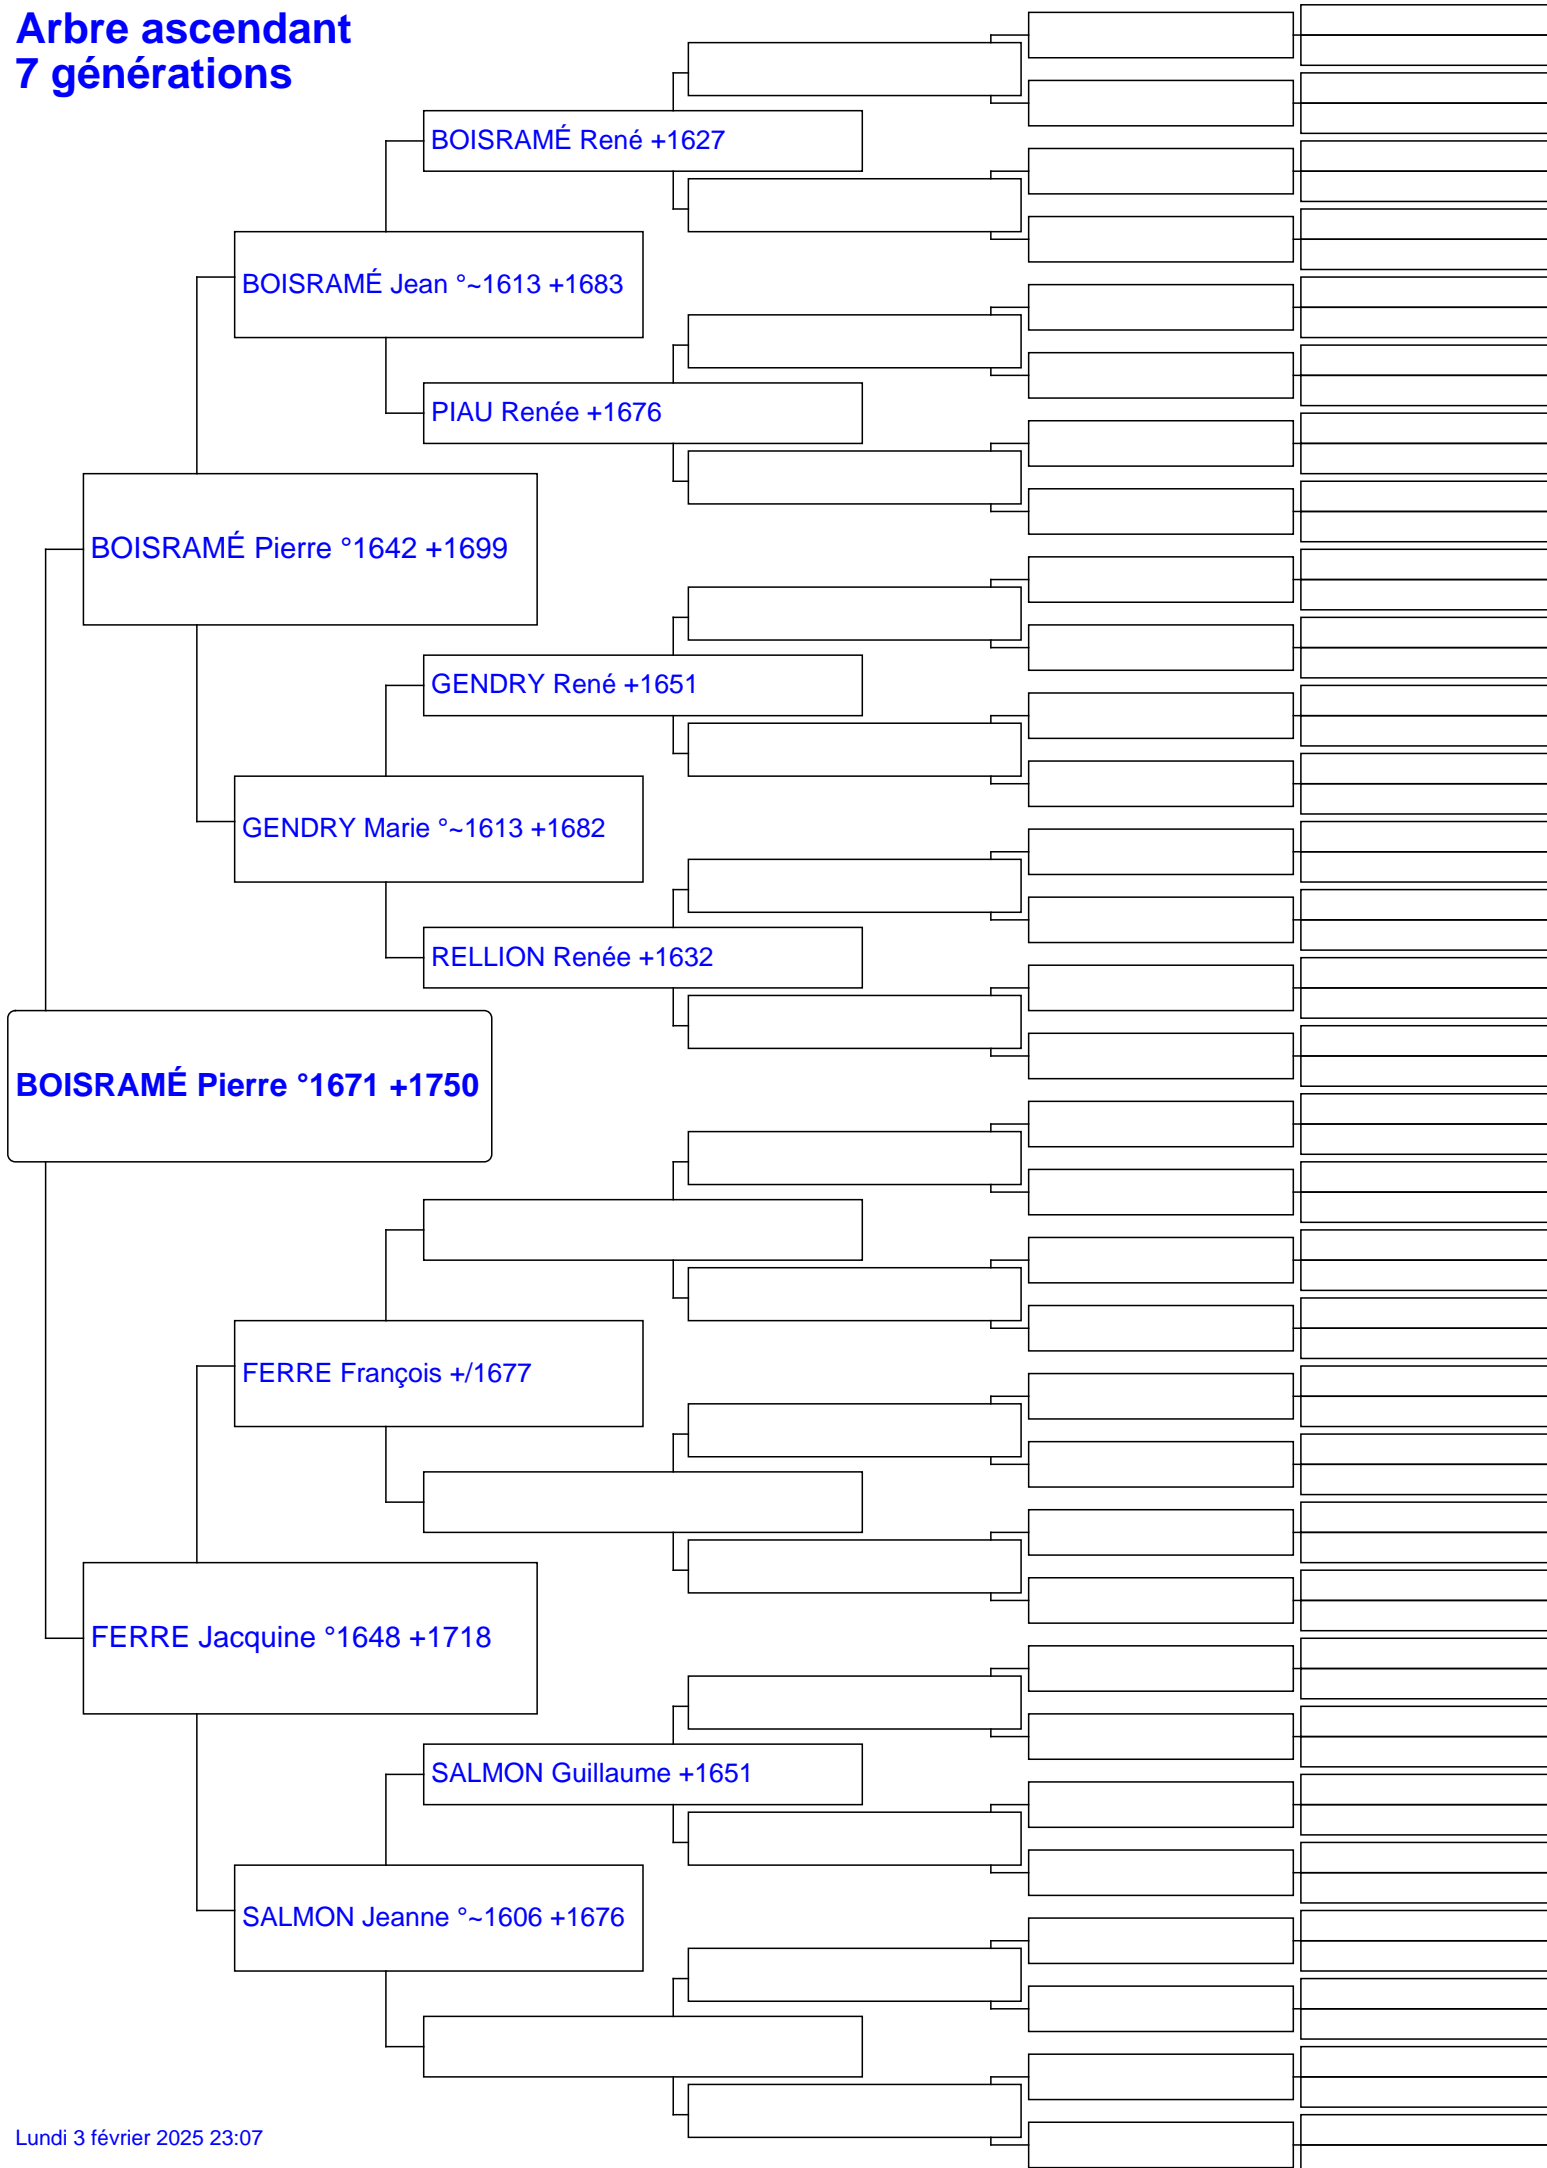 Arbre ascendant
7 générations
BOISRAMÉ René +1627
BOISRAMÉ Jean °~1613 +1683
PIAU Renée +1676
BOISRAMÉ Pierre °1642 +1699
GENDRY René +1651
GENDRY Marie °~1613 +1682
RELLION Renée +1632
BOISRAMÉ Pierre °1671 +1750
FERRE François +/1677
FERRE Jacquine °1648 +1718
SALMON Guillaume +1651
SALMON Jeanne °~1606 +1676
Lundi 3 février 2025 23:07